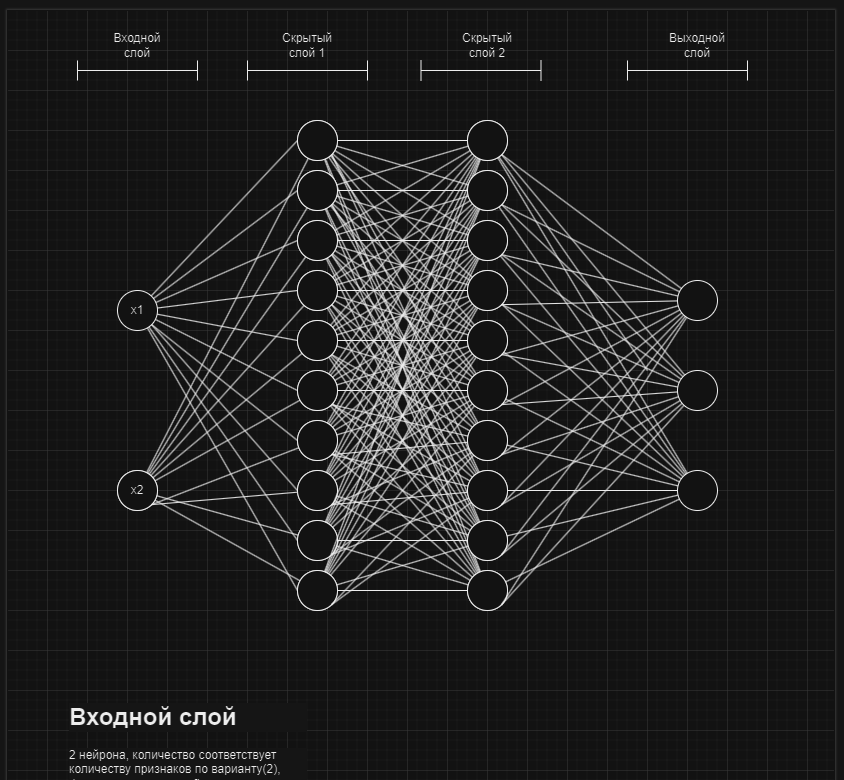 Входной
слой
Скрытый
слой 1
Скрытый
слой 2
Выходной
слой
x1
x2
Входной слой
2 нейрона, количество соответствует
количеству признаков по варианту(2),